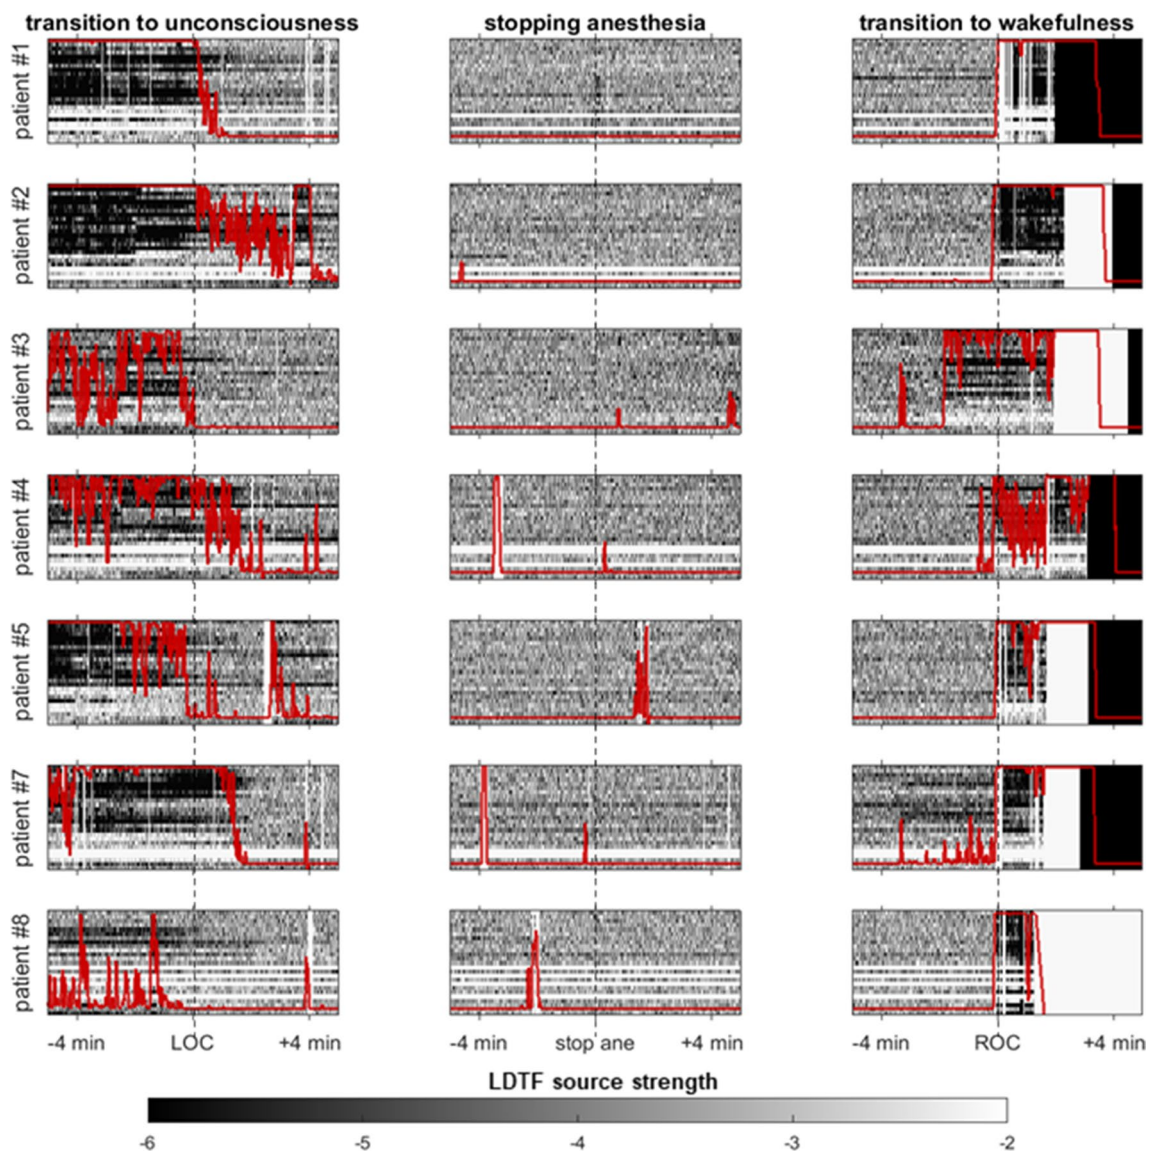 transition to unconsciousness
stopping anesthesia
transition to wakefulness
patient #1
patient #2
patient #3
patient #4
patient #5
patient #7
patient #8
-4 min LOC +4 min
-4 min stop ane +4 min
-4 min ROC +4 min
LDTF source strength
-6 -5 -4 -3 -2